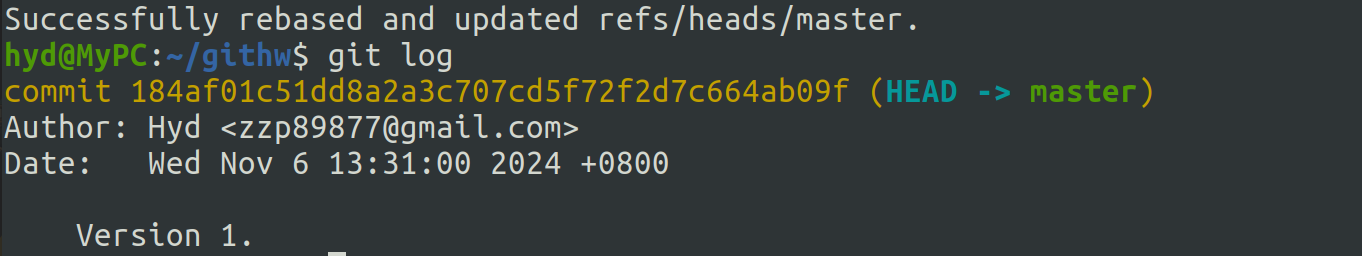 Successfully rebased and updated refs/heads/master.
hyd@MyPC:~/githw$ git log
commit 184af01c51dd8a2a3c707cd5f72f2d7c664ab09f (HEAD -> master)
Author: Hyd <zzp89877@gmail.com>
Date:   Wed Nov 6 13:31:00 2024 +0800
    Version 1.